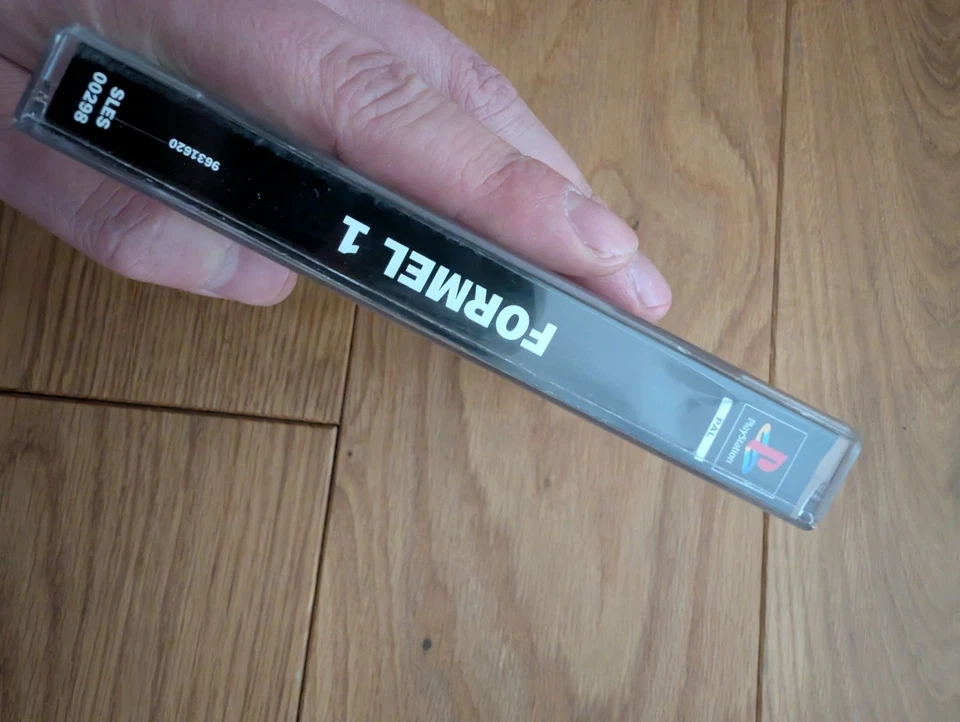 PlayStation
PAL
FORMEL 1
9631620
SLES
00298